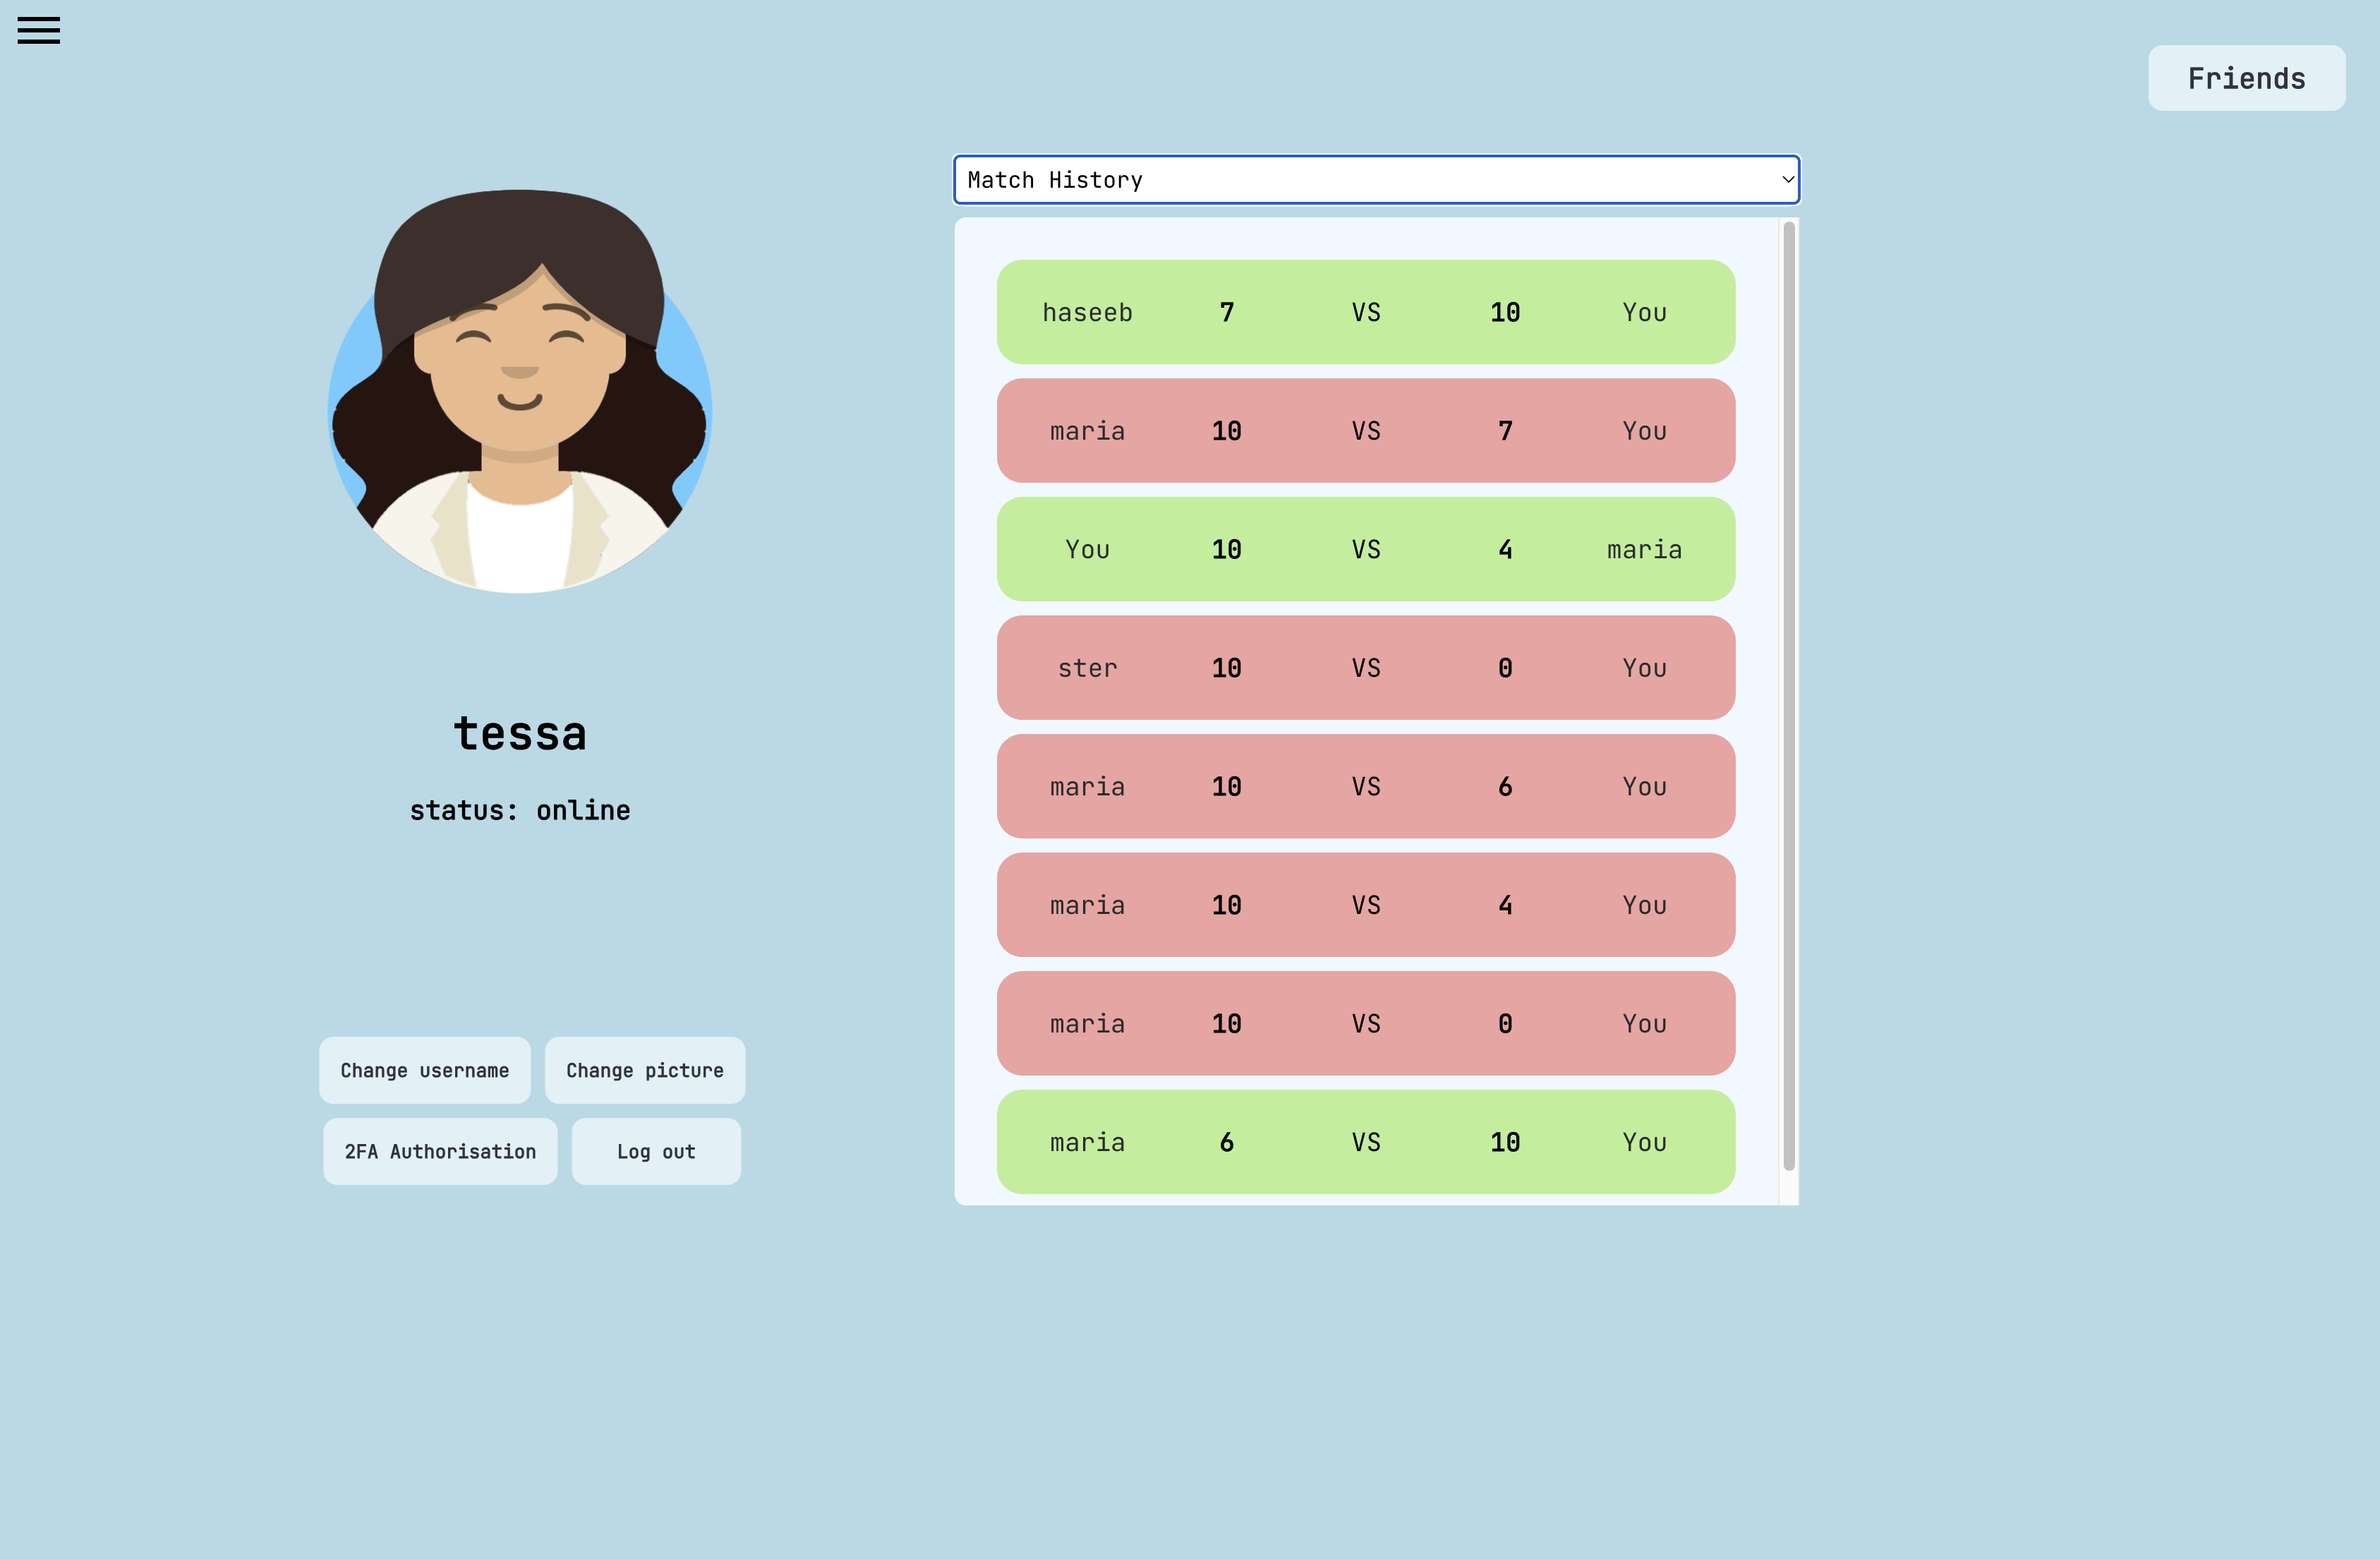 Friends
Match History
haseeb 7 VS 10 You
maria 10 VS 7 You
You 10 VS 4 maria
ster 10 VS 0 You
maria 10 VS 6 You
maria 10 VS 4 You
maria 10 VS 0 You
maria 6 VS 10 You
tessa
status: online
Change username Change picture
2FA Authorisation Log out